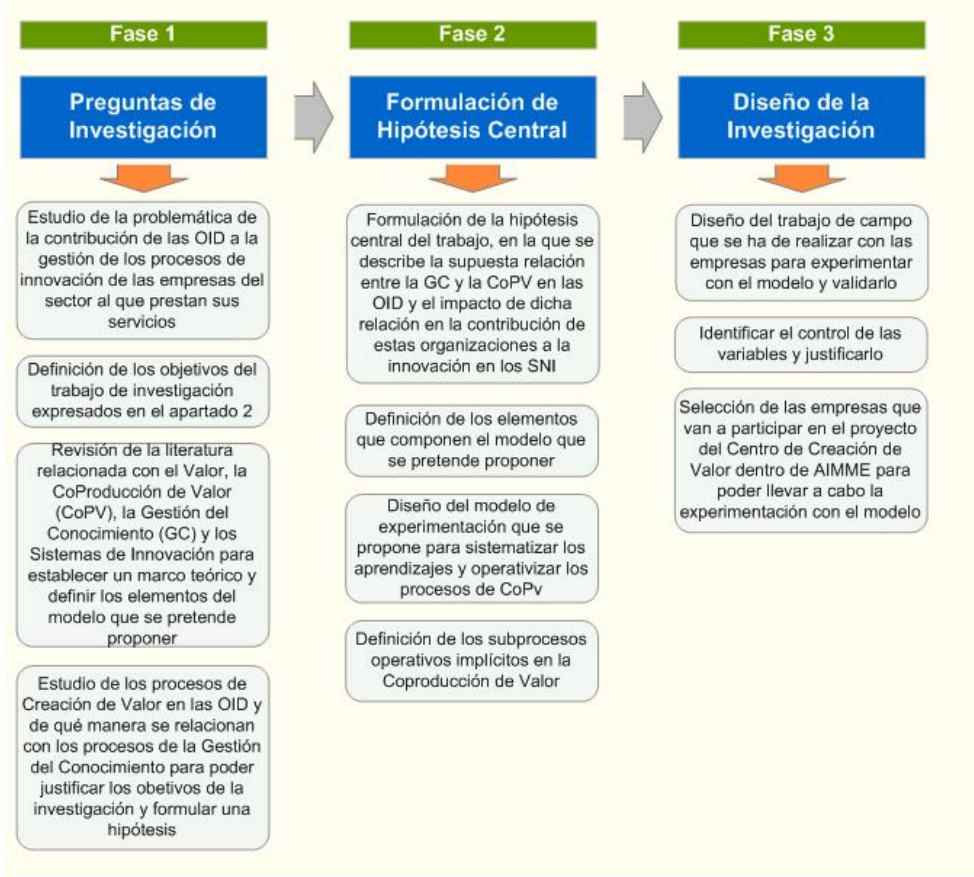 Fase 1
Preguntas de
Investigación
Estudio de la problemática de
la contribución de las OID a la
gestión de los procesos de
innovación de las empresas del
sector al que prestan sus
servicios
Definición de los objetivos del
trabajo de investigación
expresados en el apartado 2
Revisión de la literatura
relacionada con el Valor, la
CoProducción de Valor
(CoPV), la Gestión del
Conocimiento (GC) y los
Sistemas de Innovación para
establecer un marco teórico y
definir los elementos del
modelo que se pretende
proponer
Estudio de los procesos de
Creación de Valor en las OID y
de qué manera se relacionan
con los procesos de la Gestión
del Conocimiento para poder
justificar los obetivos de la
investigación y formular una
hipótesis
Fase 2
Formulación de
Hipótesis Central
Formulación de la hipótesis
central del trabajo, en la que se
describe la supuesta relación
entre la GC y la CoPV en las
OID y el impacto de dicha
relación en la contribución de
estas organizaciones a la
innovación en los SNI
Definición de los elementos
que componen el modelo que
se pretende proponer
Diseño del modelo de
experimentación que se
propone para sistematizar los
aprendizajes y operativizar los
procesos de CoPv
Definición de los subprocesos
operativos implícitos en la
Coproducción de Valor
Fase 3
Diseño de la
Investigación
Diseño del trabajo de campo
que se ha de realizar con las
empresas para experimentar
con el modelo y validarlo
Identificar el control de las
variables y justificarlo
Selección de las empresas que
van a participar en el proyecto
del Centro de Creación de
Valor dentro de AIMME para
poder llevar a cabo la
experimentación con el modelo